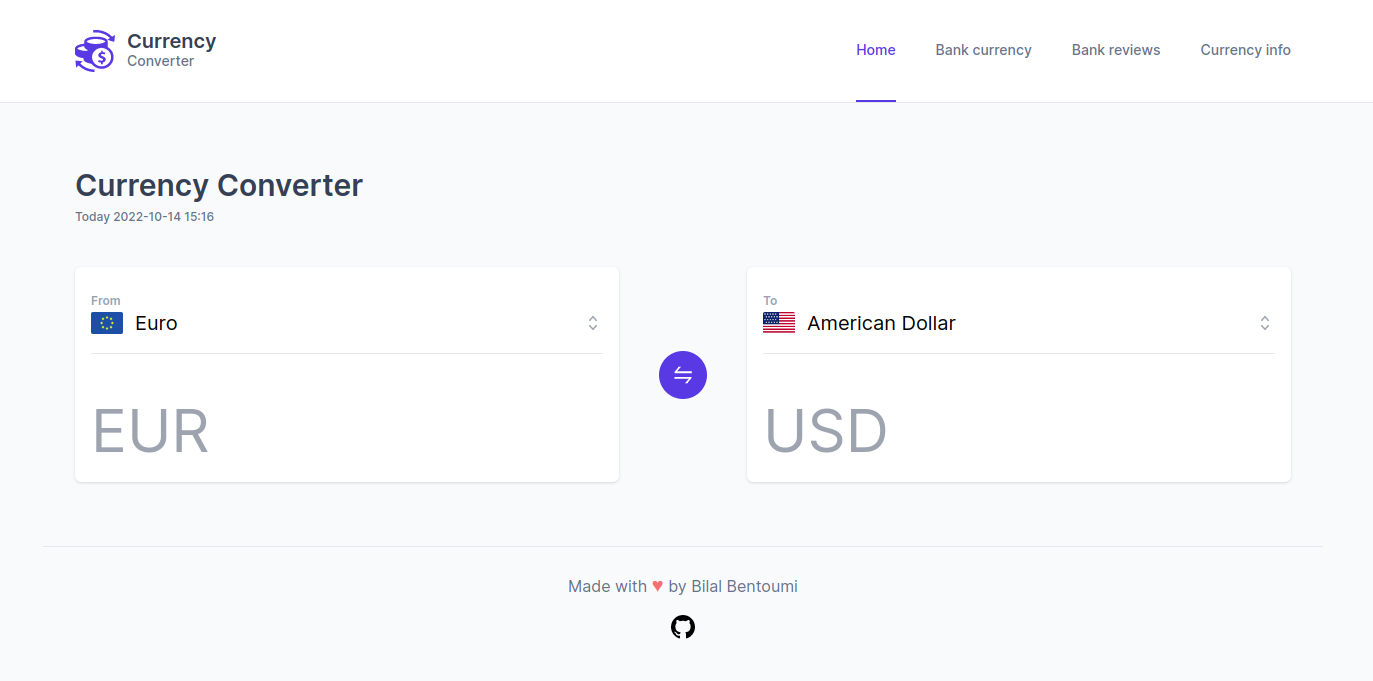 Currency
Converter
Home
Bank currency
Bank reviews
Currency info
Currency Converter
Today 2022-10-14 15:16
From
Euro
EUR
To
American Dollar
USD
Made with ♥ by Bilal Bentoumi